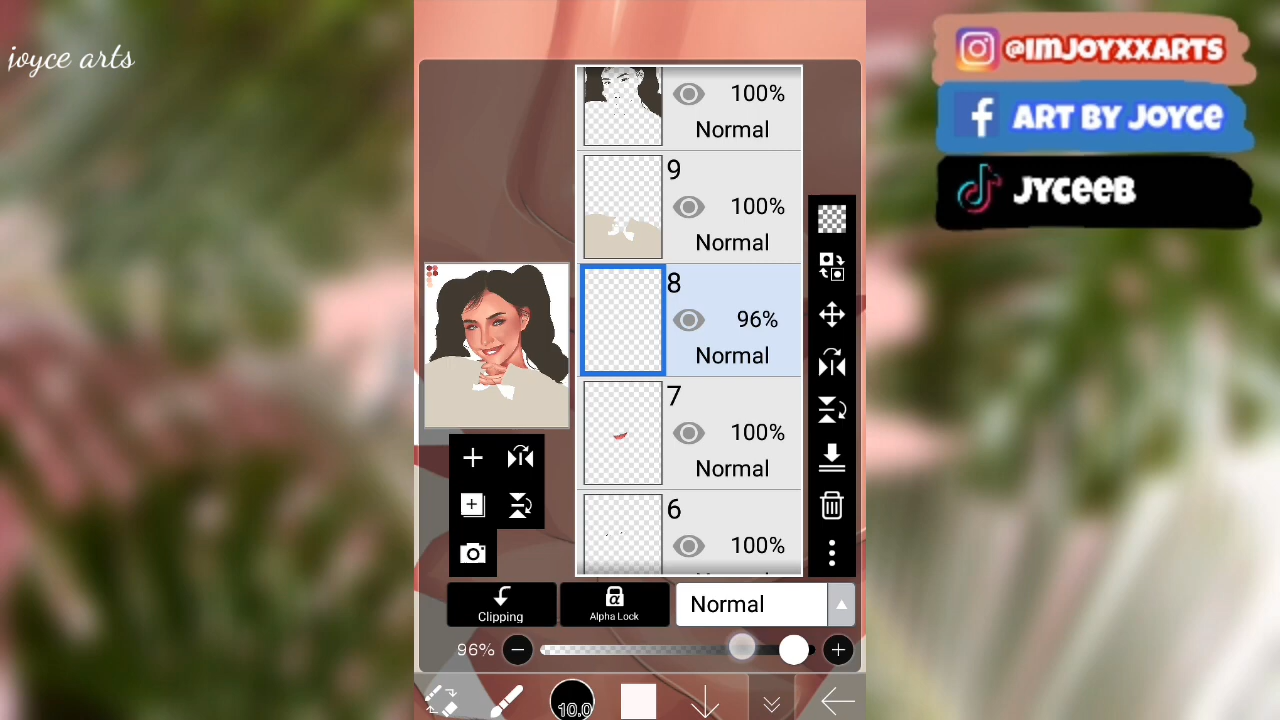 joyce arts
@IMJOYXXARTS
ART BY JOYCE
JYCEEB
100%
Normal
9
100%
Normal
8
96%
Normal
7
100%
Normal
6
100%
Clipping
Alpha Lock
Normal
96%
10.0